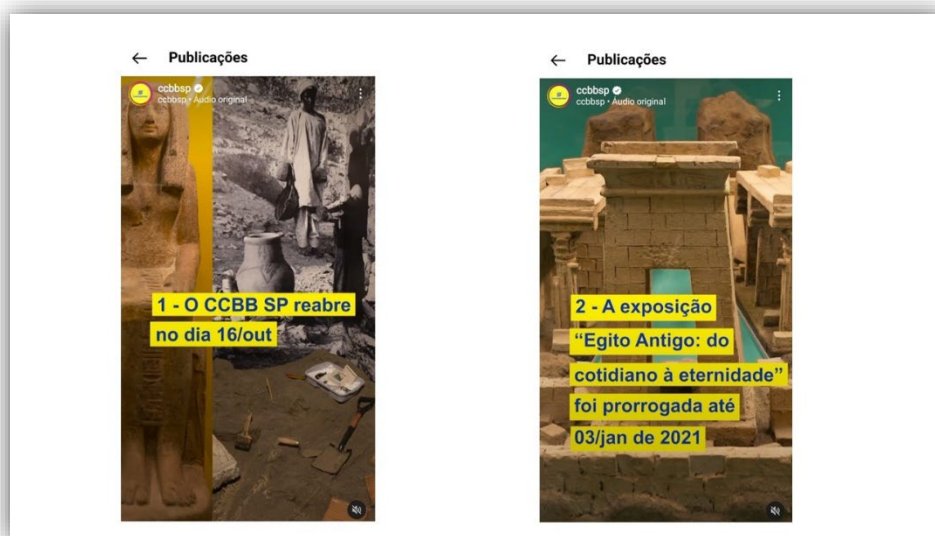 ← Publicações
ccbbsp
ccbbsp • Áudio original
1 - O CCBB SP reabre
no dia 16/out
← Publicações
ccbbsp
ccbbsp • Áudio original
2 - A exposição
“Egito Antigo: do
cotidiano à eternidade”
foi prorrogada até
03/jan de 2021